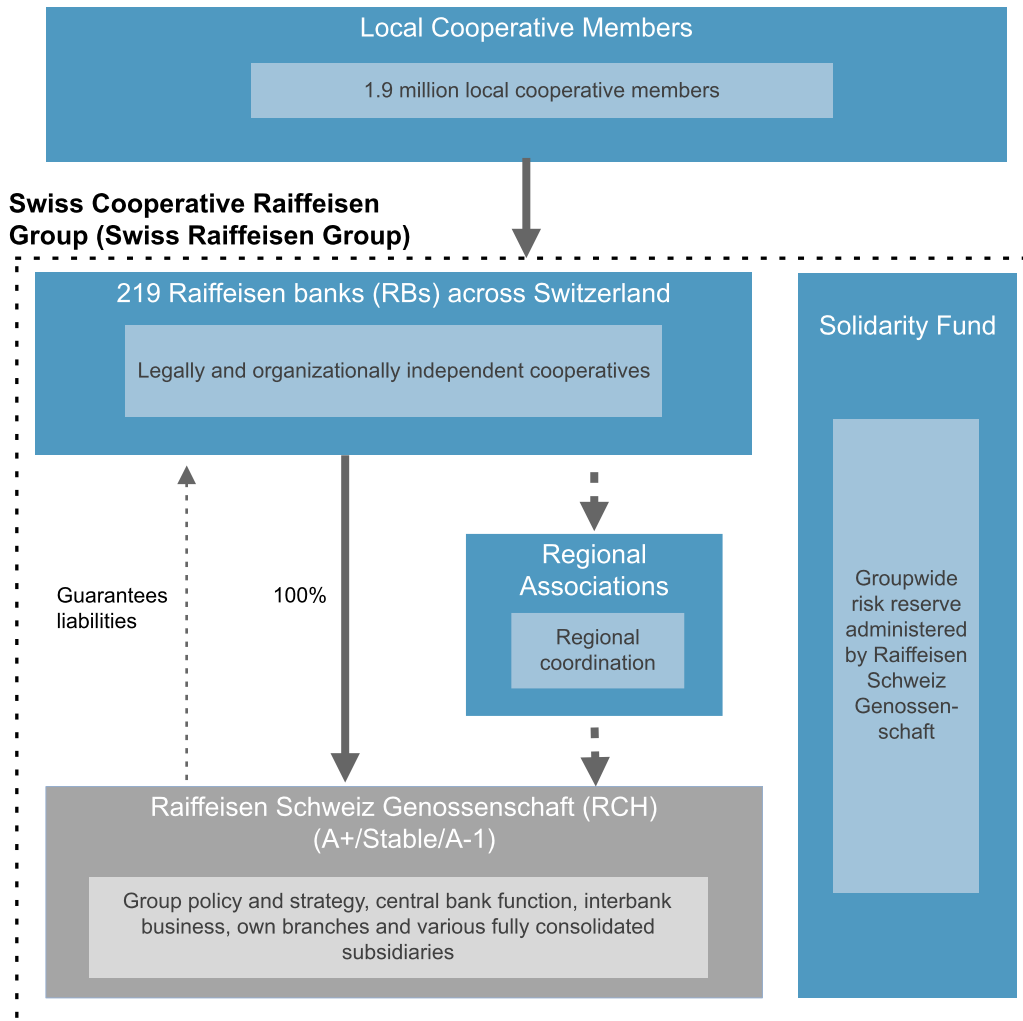 Local Cooperative Members
1.9 million local cooperative members
Swiss Cooperative Raiffeisen
Group (Swiss Raiffeisen Group)
219 Raiffeisen banks (RBs) across Switzerland
Legally and organizationally independent cooperatives
Solidarity Fund
Groupwide
risk reserve
administered
by Raiffeisen
Schweiz
Genossen-
schaft
Guarantees
liabilities
100%
Regional
Associations
Regional
coordination
Raiffeisen Schweiz Genossenschaft (RCH)
(A+/Stable/A-1)
Group policy and strategy, central bank function, interbank
business, own branches and various fully consolidated
subsidiaries